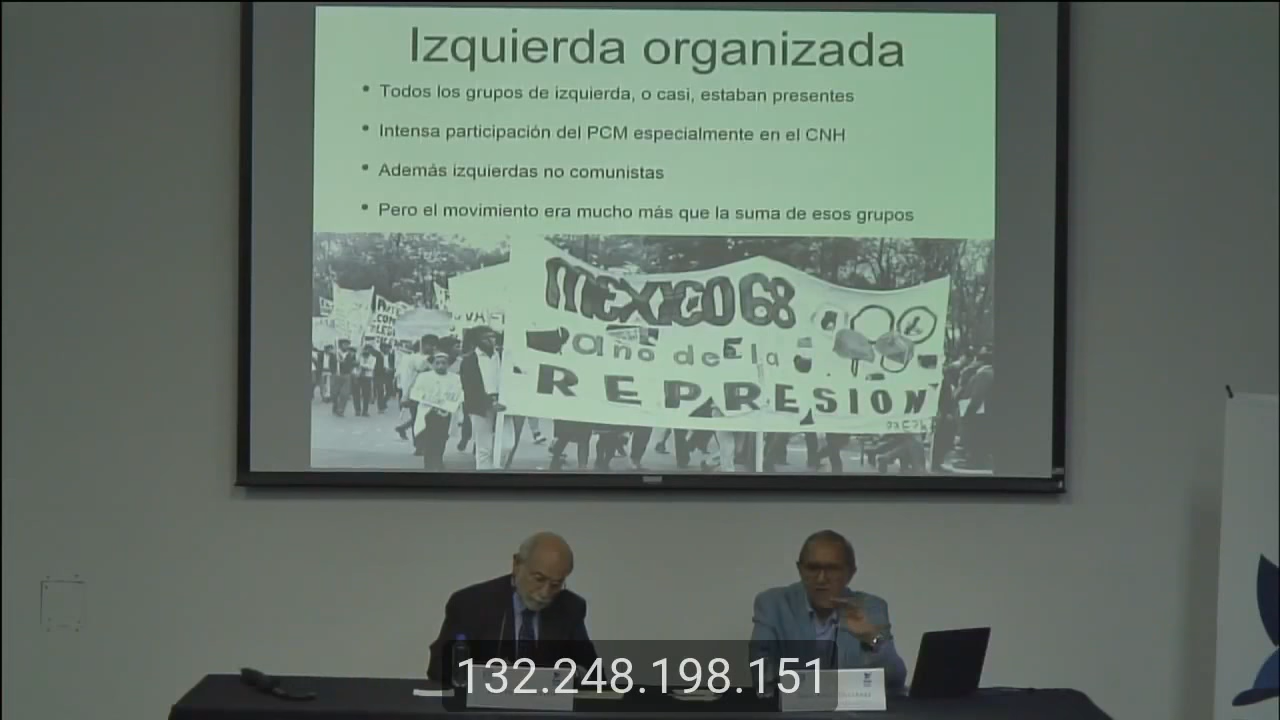 Izquierda organizada
• Todos los grupos de izquierda, o casi, estaban presentes
• Intensa participación del PCM especialmente en el CNH
• Además izquierdas no comunistas
• Pero el movimiento era mucho más que la suma de esos grupos
MEXICO 68
año de la
REPRESION
132.248.198.151